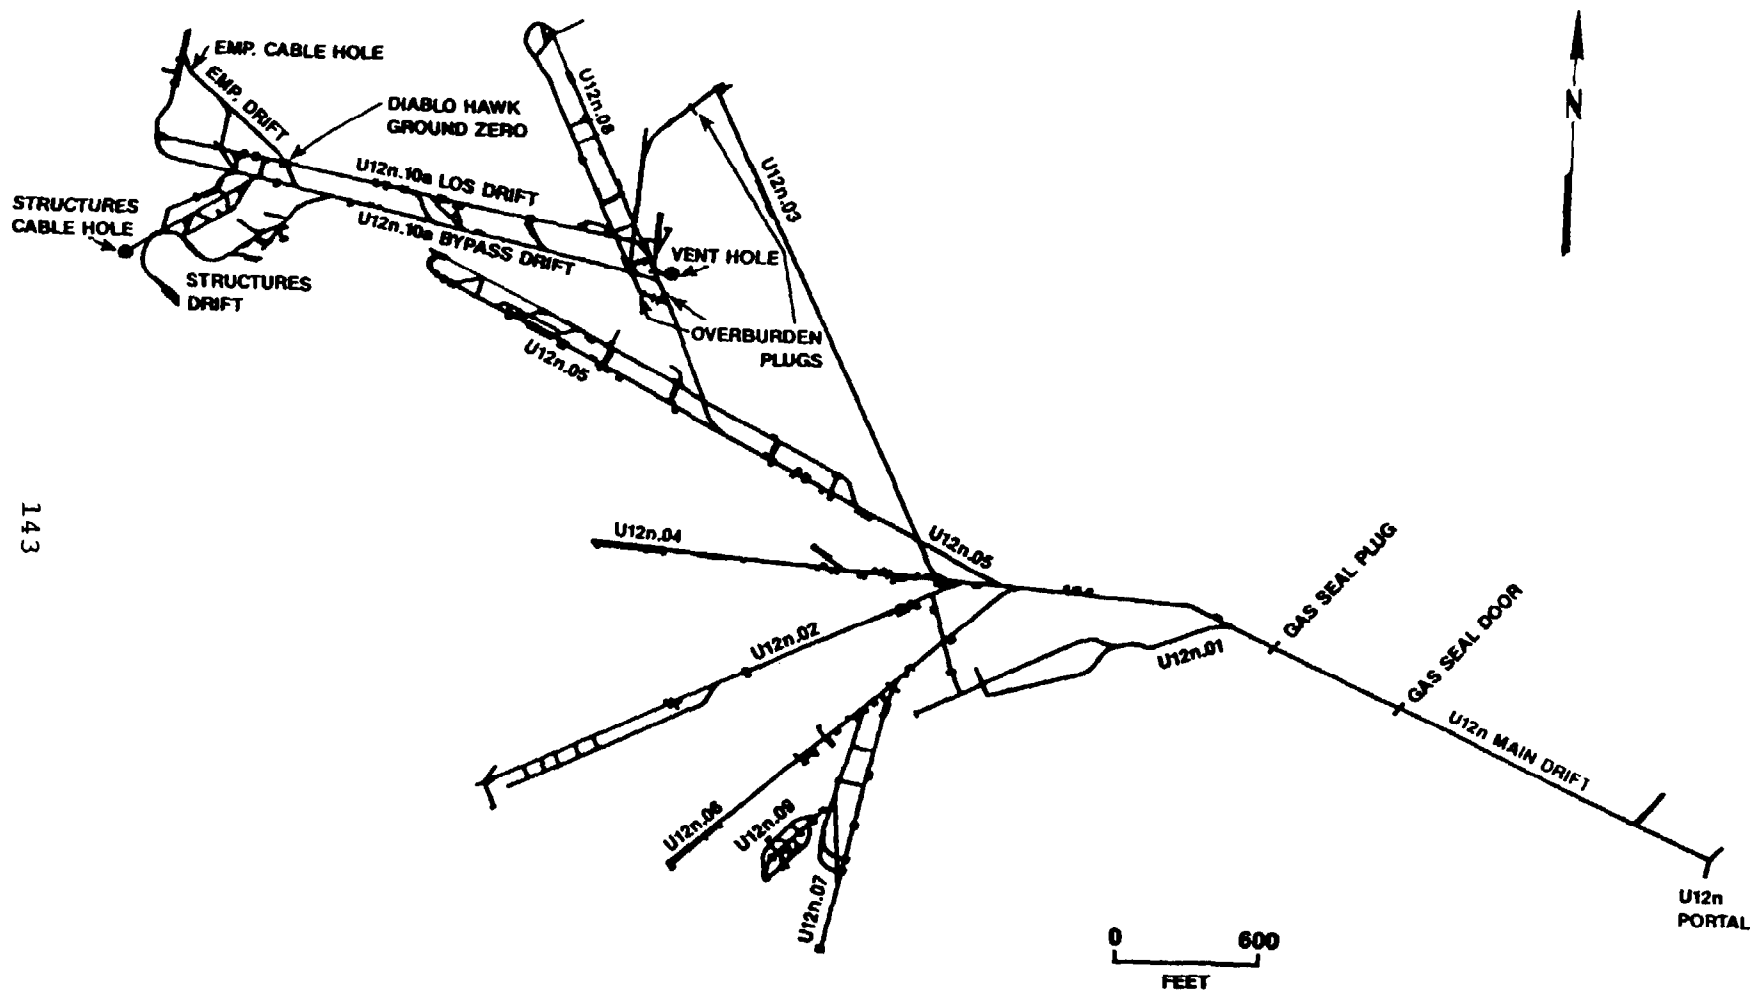 EMP. CABLE HOLE
EMP. DRIFT
DIABLO HAWK
GROUND ZERO
U12n.08
N
U12n.10a LOS DRIFT
U12n.03
STRUCTURES
CABLE HOLE
U12n.10a BYPASS DRIFT
VENT HOLE
STRUCTURES
DRIFT
OVERBURDEN
PLUGS
U12n.05
143
U12n.04
U12n.05
GAS SEAL PLUG
GAS SEAL DOOR
U12n.02
U12n.01
U12n MAIN DRIFT
U12n.06
U12n.09
U12n.07
U12n
PORTAL
0 600
FEET